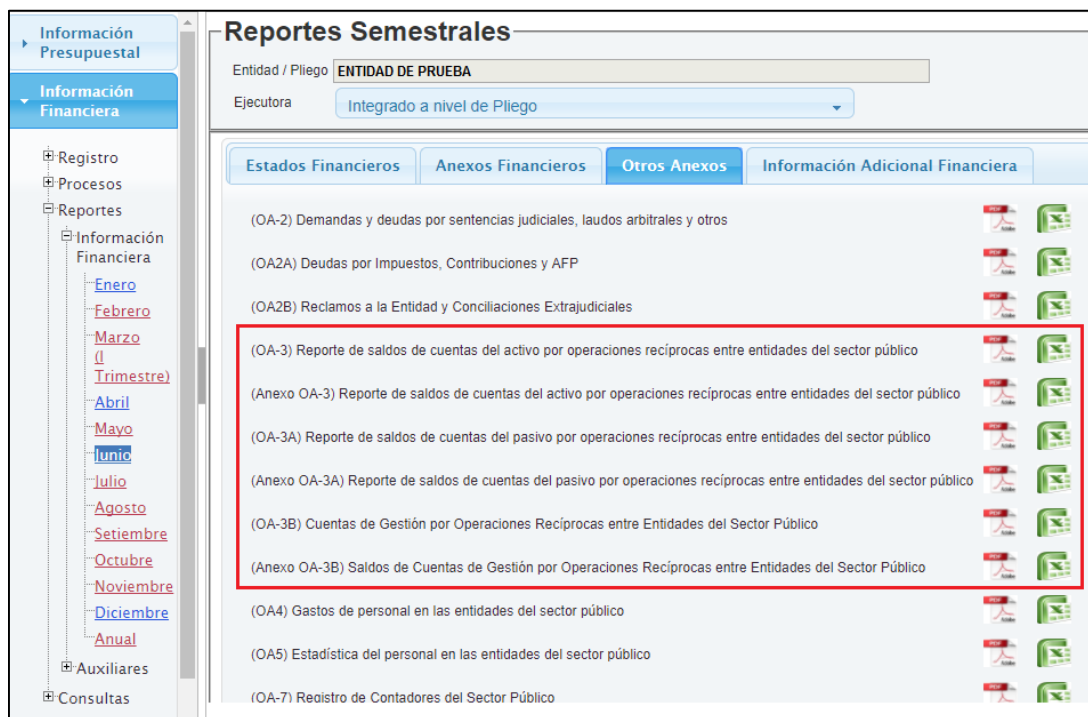 Información
Presupuestal
Información
Financiera
Registro
Procesos
Reportes
Información
Financiera
Enero
Febrero
Marzo
(I
Trimestre)
Abril
Mayo
Junio
Julio
Agosto
Setiembre
Octubre
Noviembre
Diciembre
Anual
Auxiliares
Consultas
Reportes Semestrales
Entidad / Pliego ENTIDAD DE PRUEBA
Ejecutora Integrado a nivel de Pliego
Estados Financieros Anexos Financieros Otros Anexos Información Adicional Financiera
(OA-2) Demandas y deudas por sentencias judiciales, laudos arbitrales y otros
(OA2A) Deudas por Impuestos, Contribuciones y AFP
(OA2B) Reclamos a la Entidad y Conciliaciones Extrajudiciales
(OA-3) Reporte de saldos de cuentas del activo por operaciones recíprocas entre entidades del sector público
(Anexo OA-3) Reporte de saldos de cuentas del activo por operaciones recíprocas entre entidades del sector público
(OA-3A) Reporte de saldos de cuentas del pasivo por operaciones recíprocas entre entidades del sector público
(Anexo OA-3A) Reporte de saldos de cuentas del pasivo por operaciones recíprocas entre entidades del sector público
(OA-3B) Cuentas de Gestión por Operaciones Recíprocas entre Entidades del Sector Público
(Anexo OA-3B) Saldos de Cuentas de Gestión por Operaciones Recíprocas entre Entidades del Sector Público
(OA4) Gastos de personal en las entidades del sector público
(OA5) Estadística del personal en las entidades del sector público
(OA-7) Registro de Contadores del Sector Público